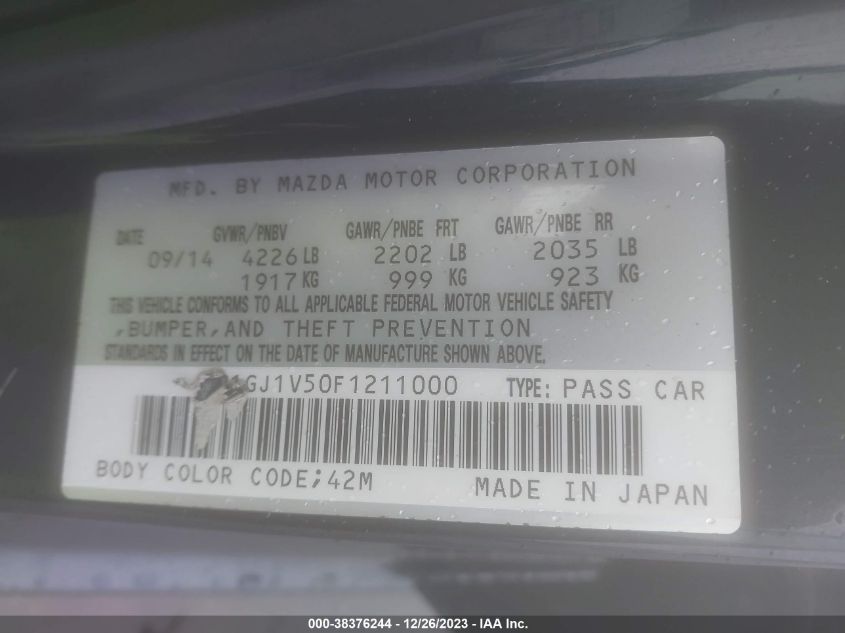 MFD. BY MAZDA MOTOR CORPORATION
DATE GVWR/PNBV GAWR/PNBE FRT GAWR/PNBE RR
09/14 4226 LB 2202 LB 2035 LB
1917 KG 999 KG 923 KG
THIS VEHICLE CONFORMS TO ALL APPLICABLE FEDERAL MOTOR VEHICLE SAFETY
,BUMPER,AND THEFT PREVENTION
STANDARDS IN EFFECT ON THE DATE OF MANUFACTURE SHOWN ABOVE.
GJ1V50F1211000 TYPE: PASS CAR
BODY COLOR CODE;42M MADE IN JAPAN
000-38376244 - 12/26/2023 - IAA Inc.